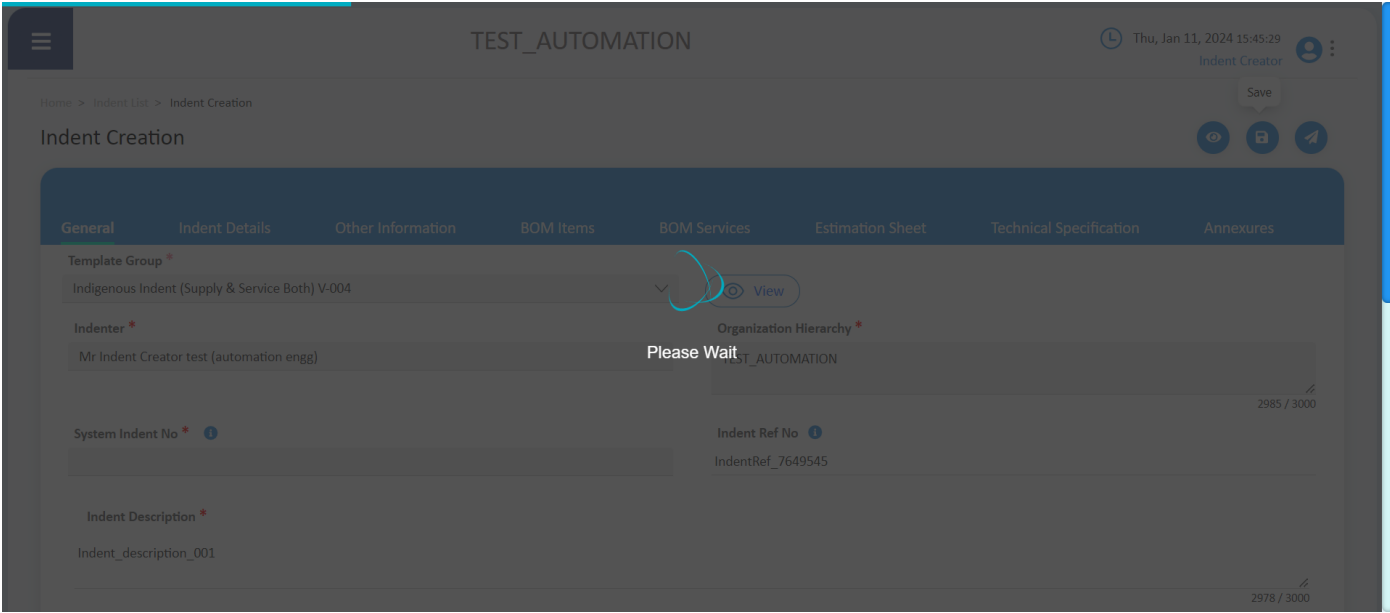 TEST_AUTOMATION
Thu, Jan 11, 2024 15:45:29
Indent Creator
Home > Indent List > Indent Creation
Save
Indent Creation
General Indent Details Other Information BOM Items BOM Services Estimation Sheet Technical Specification Annexures
Template Group *
Indigenous Indent (Supply & Service Both) V-004
View
Indenter * Organization Hierarchy *
Mr Indent Creator test (automation engg)
Please Wait
TEST_AUTOMATION
2985 / 3000
System Indent No * Indent Ref No
IndentRef_7649545
Indent Description *
Indent_description_001
2978 / 3000